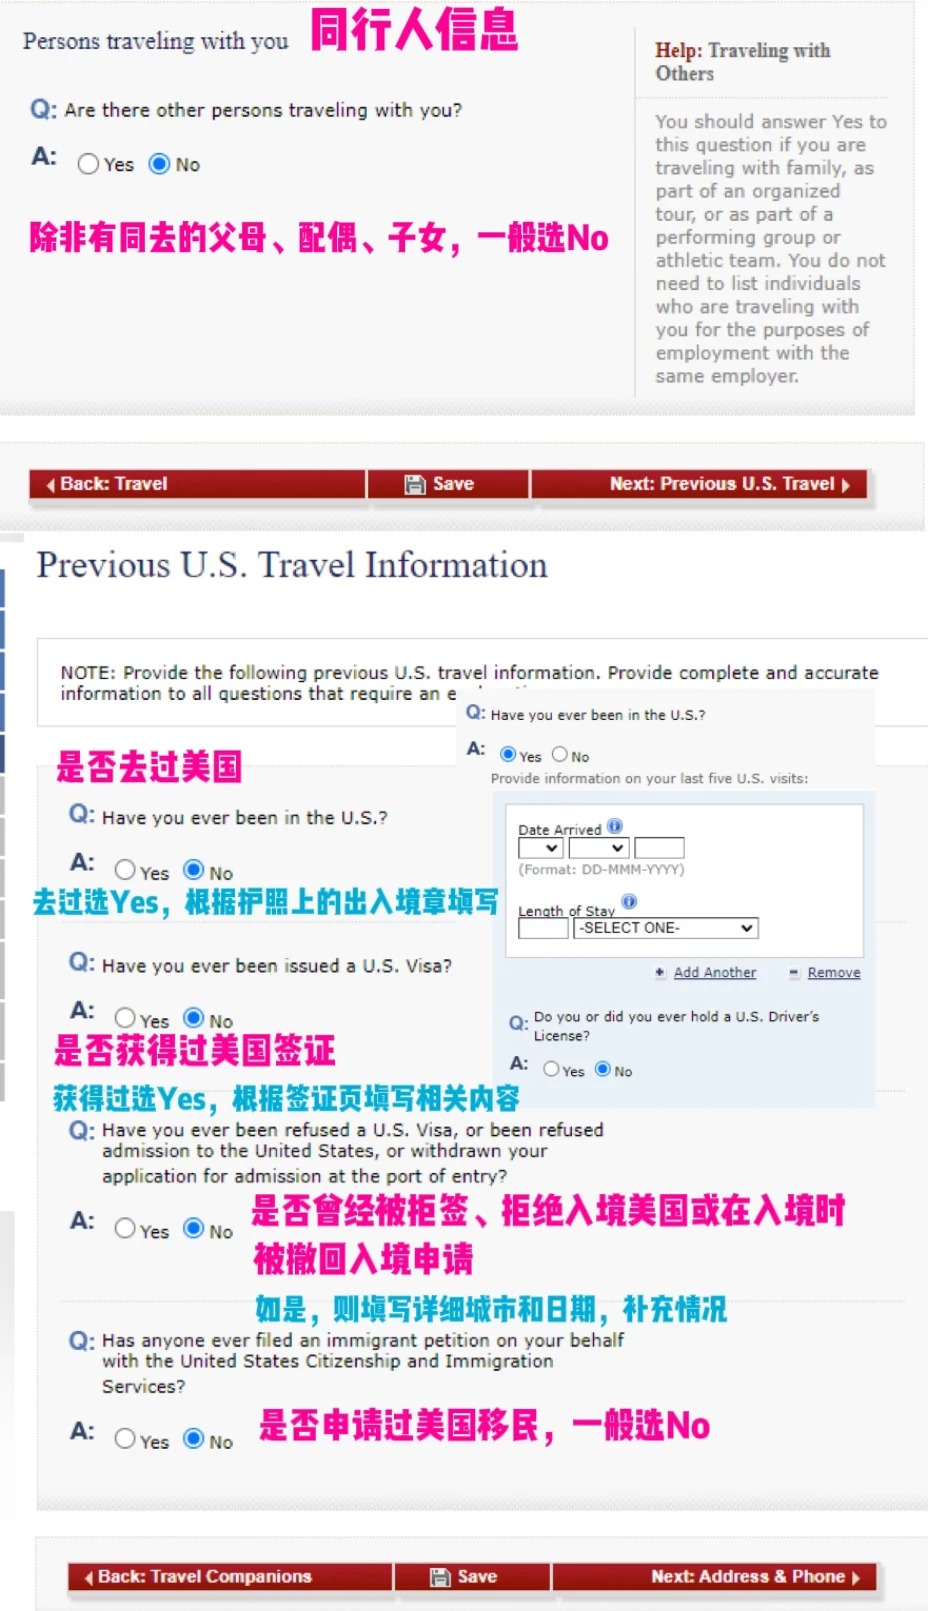 Persons traveling with you 同行人信息
Q: Are there other persons traveling with you?
A: Yes No
除非有同去的父母、配偶、子女，一般选No
Help: Traveling with
Others
You should answer Yes to
this question if you are
traveling with family, as
part of an organized
tour, or as part of a
performing group or
athletic team. You do not
need to list individuals
who are traveling with
you for the purposes of
employment with the
same employer.
Back: Travel
Save
Next: Previous U.S. Travel
Previous U.S. Travel Information
NOTE: Provide the following previous U.S. travel information. Provide complete and accurate
information to all questions that require an
是否去过美国
Q: Have you ever been in the U.S.?
A: Yes No
去过选Yes，根据护照上的出入境章填写
Q: Have you ever been in the U.S.?
A: Yes No
Provide information on your last five U.S. visits:
Date Arrived
(Format: DD-MMM-YYYY)
Length of Stay
-SELECT ONE-
Add Another
Remove
Q: Do you or did you ever hold a U.S. Driver's
License?
A: Yes No
Q: Have you ever been issued a U.S. Visa?
A: Yes No
是否获得过美国签证
获得过选Yes，根据签证页填写相关内容
Q: Have you ever been refused a U.S. Visa, or been refused
admission to the United States, or withdrawn your
application for admission at the port of entry?
A: Yes No
是否曾经被拒签、拒绝入境美国或在入境时
被撤回入境申请
如是，则填写详细城市和日期，补充情况
Q: Has anyone ever filed an immigrant petition on your behalf
with the United States Citizenship and Immigration
Services?
A: Yes No
是否申请过美国移民，一般选No
Back: Travel Companions
Save
Next: Address & Phone